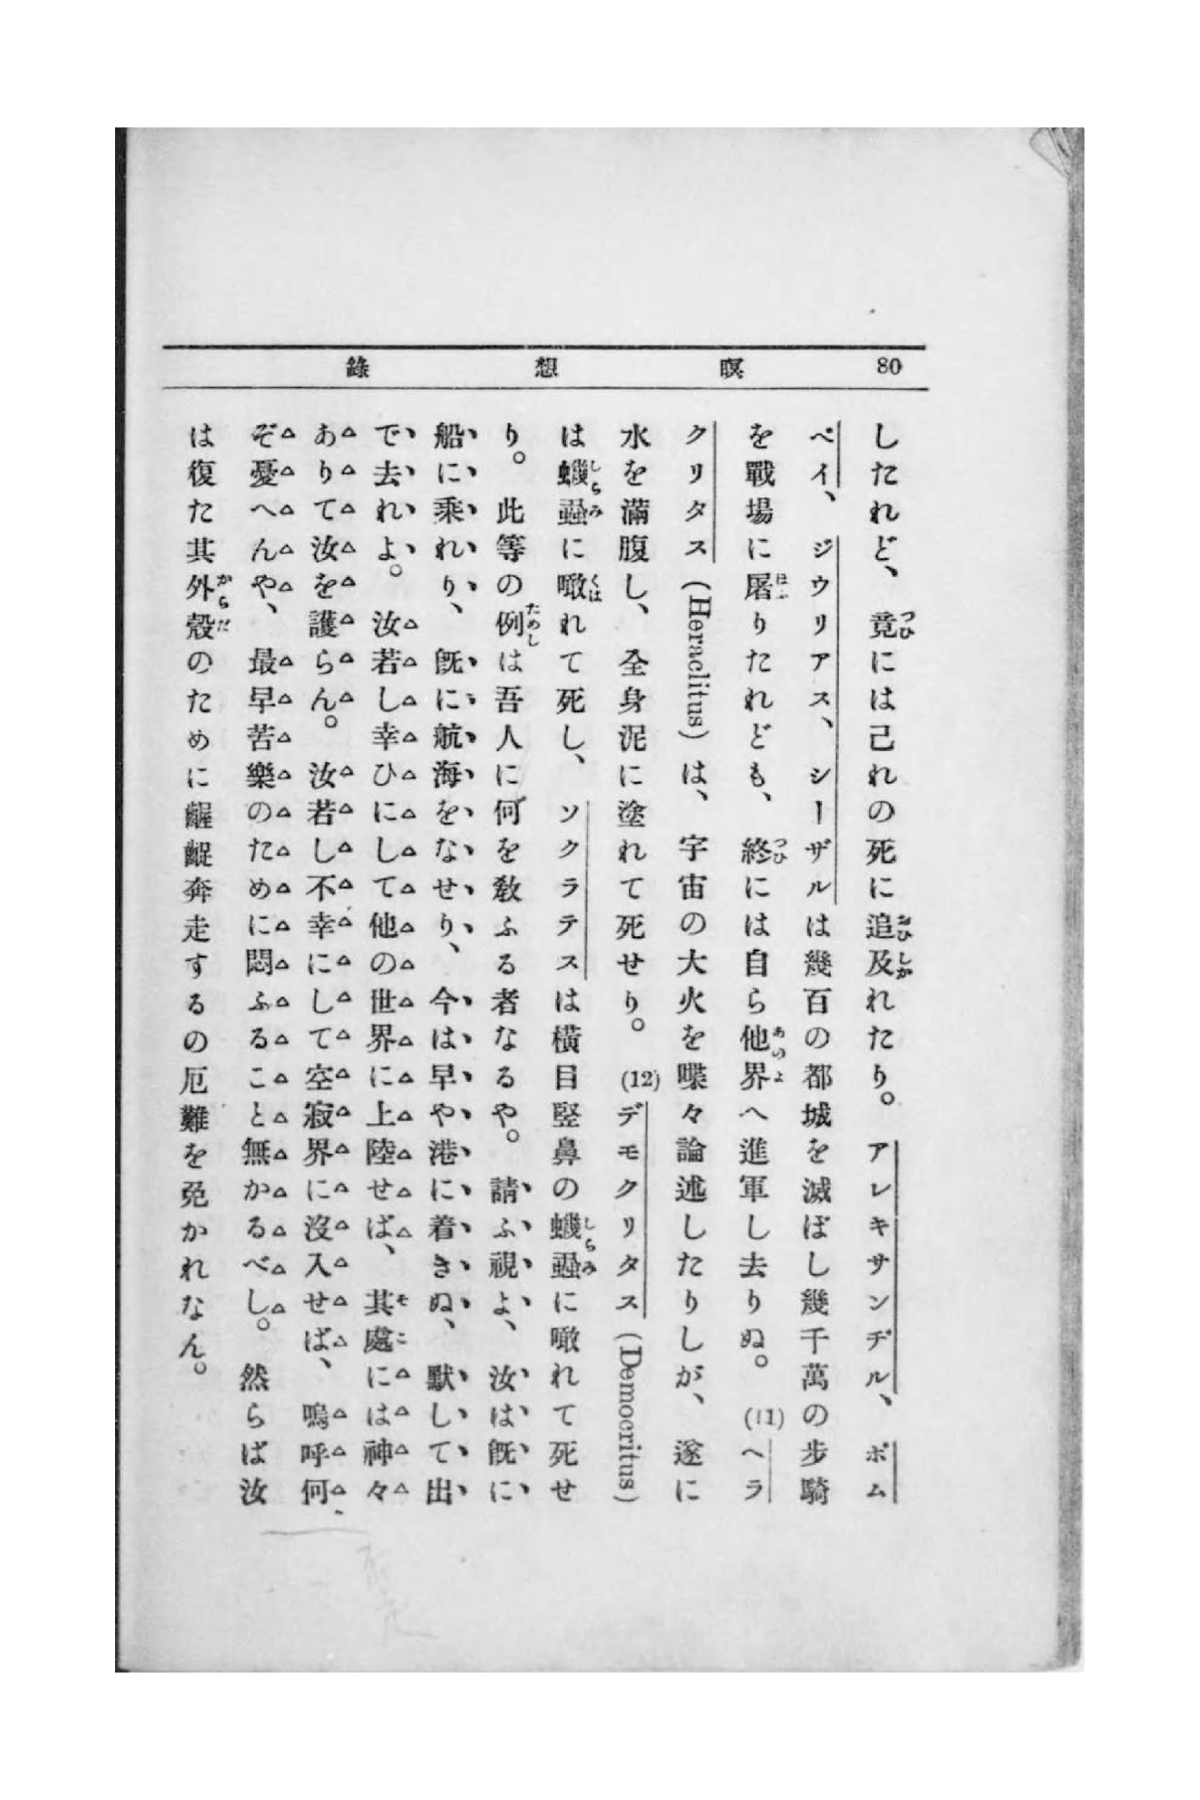 80 瞑想錄
したれど、竟には己れの死に追及れたり。アレキサンヂル、ポム
ペイ、ジウリアス、シーザルは幾百の都城を滅ぼし幾千萬の步騎
を戰場に屠りたれども、終には自ら他界へ進軍し去りぬ。(11)ヘラ
クリタス(Heraclitus)は、宇宙の大火を喋々論述したりしが、遂に
水を滿腹し、全身泥に塗れて死せり。(12)デモクリタス(Democritus)
は蟣蝨に噉れて死し、ソクラテスは橫目竪鼻の蟣蝨に噉れて死せ
り。此等の例は吾人に何を敎ふる者なるや。請ふ視よ、汝は旣に
船に乘れり、旣に航海をなせり、今は早や港に着きぬ、默して出
で去れよ。汝若し幸ひにして他の世界に上陸せば、其處には神々
ありて汝を護らん。汝若し不幸にして空寂界に沒入せば、嗚呼何
ぞ憂へんや、最早苦樂のために悶ふること無かるべし。然らば汝
は復た其外殼のために齷齪奔走するの厄難を免かれなん。